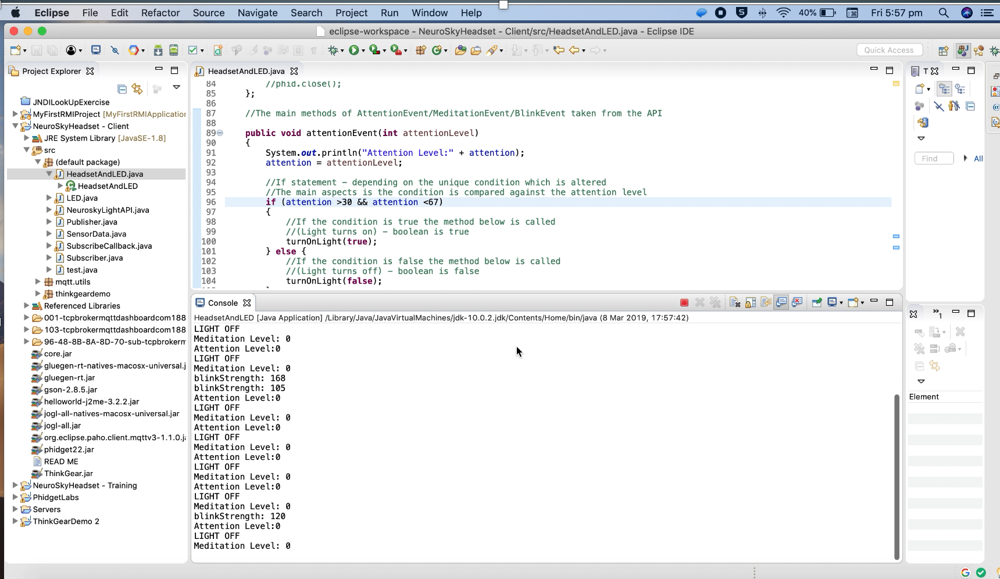 Eclipse File Edit Refactor Source Navigate Search Project Run Window Help 40% Fri 5:57 pm
eclipse-workspace - NeuroSkyHeadset - Client/src/HeadsetAndLED.java - Eclipse IDE
Quick Access
Project Explorer
JNDILookUpExercise
MyFirstRMIProject [MyFirstRMIApplication
NeuroSkyHeadset - Client
JRE System Library [JavaSE-1.8]
src
(default package)
HeadsetAndLED.java
HeadsetAndLED
LED.java
NeuroskyLightAPI.java
Publisher.java
SensorData.java
SubscribeCallback.java
Subscriber.java
test.java
mqtt.utils
thinkgeardemo
Referenced Libraries
001-tcpbrokermqttdashboardcom188
103-tcpbrokermqttdashboardcom188
96-48-8B-8A-8D-70-sub-tcpbrokerm
core.jar
gluegen-rt-natives-macosx-universal.j
gluegen-rt.jar
gson-2.8.5.jar
helloworld-j2me-3.2.2.jar
jogl-all-natives-macosx-universal.jar
jogl-all.jar
org.eclipse.paho.client.mqttv3-1.1.0.ja
phidget22.jar
READ ME
ThinkGear.jar
NeuroSkyHeadset - Training
PhidgetLabs
Servers
ThinkGearDemo 2
HeadsetAndLED.java
84 //phid.close();
85 };
86
87 //The main methods of AttentionEvent/MeditationEvent/BlinkEvent taken from the API
88
89 public void attentionEvent(int attentionLevel)
90 {
91 System.out.println("Attention Level:" + attention);
92 attention = attentionLevel;
93
94 //If statement – depending on the unique condition which is altered
95 //The main aspects is the condition is compared against the attention level
96 if (attention >30 && attention <67)
97 {
98 //If the condition is true the method below is called
99 //(Light turns on) – boolean is true
100 turnOnLight(true);
101 } else {
102 //If the condition is false the method below is called
103 //(Light turns off) – boolean is false
104 turnOnLight(false);
Console
HeadsetAndLED [Java Application] /Library/Java/JavaVirtualMachines/jdk-10.0.2.jdk/Contents/Home/bin/java (8 Mar 2019, 17:57:42)
LIGHT OFF
Meditation Level: 0
Attention Level:0
LIGHT OFF
Meditation Level: 0
blinkStrength: 168
blinkStrength: 105
Attention Level:0
LIGHT OFF
Meditation Level: 0
Attention Level:0
LIGHT OFF
Meditation Level: 0
Attention Level:0
LIGHT OFF
Meditation Level: 0
Attention Level:0
LIGHT OFF
Meditation Level: 0
blinkStrength: 120
Attention Level:0
LIGHT OFF
Meditation Level: 0
T
Find All
1
Element